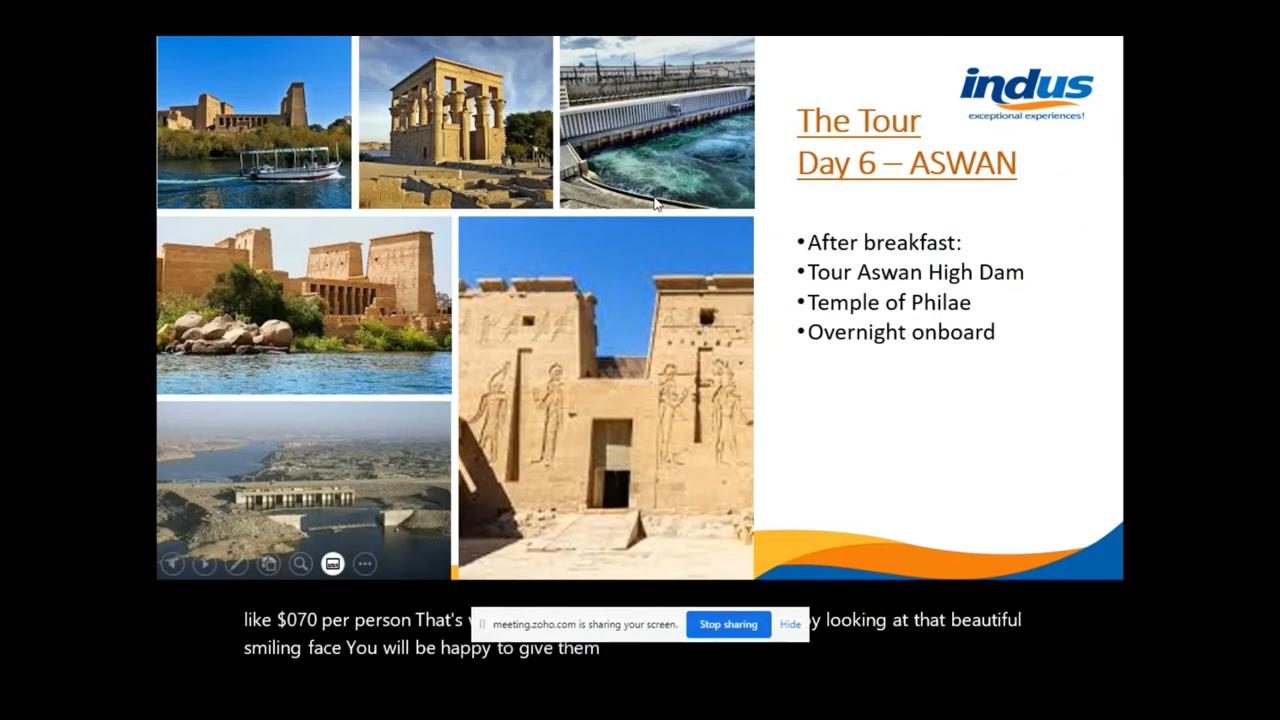 indus
exceptional experiences!
The Tour
Day 6 – ASWAN
•After breakfast:
•Tour Aswan High Dam
•Temple of Philae
•Overnight onboard
like $070 per person That's
looking at that beautiful
meeting.zoho.com is sharing your screen.
Stop sharing
Hide
smiling face You will be happy to give them